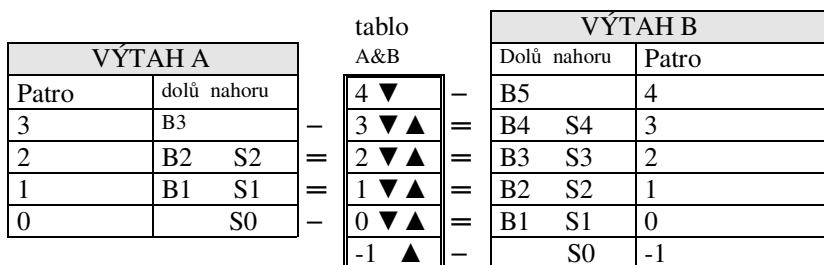 tablo
VÝTAH B
VÝTAH A
A&B
Dolů nahoru Patro
Patro dolů nahoru 4 ▼ – B5 4
3 B3 – 3 ▼ ▲ = B4 S4 3
2 B2 S2 = 2 ▼ ▲ = B3 S3 2
1 B1 S1 = 1 ▼ ▲ = B2 S2 1
0 S0 – 0 ▼ ▲ = B1 S1 0
-1 ▲ – S0 -1